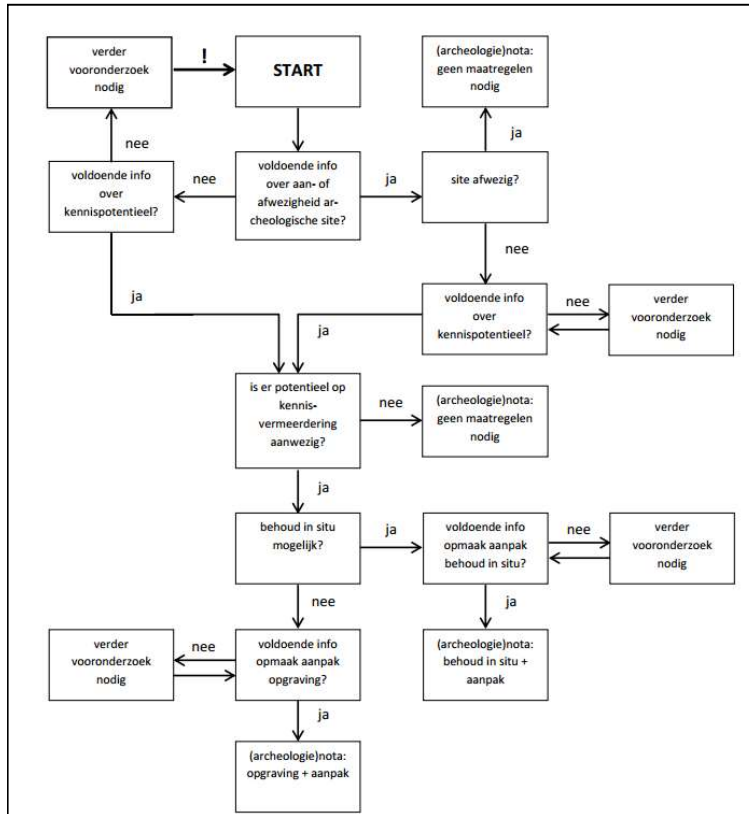 verder
vooronderzoek
nodig
!
START
(archeologie)nota:
geen maatregelen
nodig
nee
ja
voldoende info
over
kennispotentieel?
nee
voldoende info
over aan- of
afwezigheid ar-
cheologische site?
ja
site afwezig?
nee
ja
voldoende info
over
kennispotentieel?
nee
verder
vooronderzoek
nodig
ja
is er potentieel op
kennis-
vermeerdering
aanwezig?
nee
(archeologie)nota:
geen maatregelen
nodig
ja
behoud in situ
mogelijk?
ja
voldoende info
opmaak aanpak
behoud in situ?
nee
verder
vooronderzoek
nodig
nee
ja
verder
vooronderzoek
nodig
nee
voldoende info
opmaak aanpak
opgraving?
(archeologie)nota:
behoud in situ +
aanpak
ja
(archeologie)nota:
opgraving + aanpak